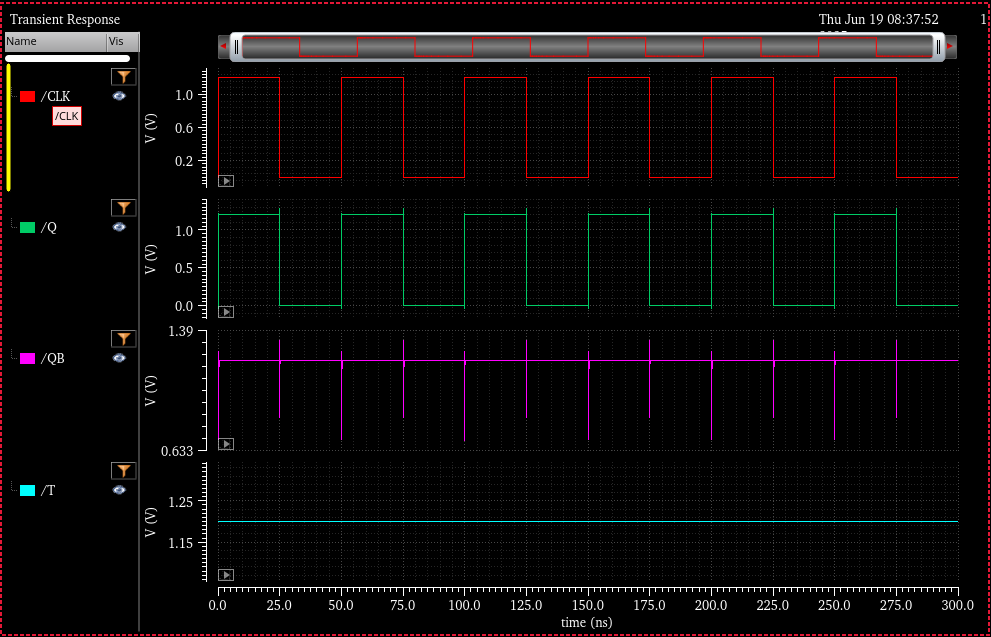 Transient Response
Thu Jun 19 08:37:52
1
Name Vis
/CLK
/CLK
V (V)
1.0
0.6
0.2
/Q
V (V)
1.0
0.5
0.0
/QB
V (V)
1.39
0.633
/T
V (V)
1.25
1.15
0.0 25.0 50.0 75.0 100.0 125.0 150.0 175.0 200.0 225.0 250.0 275.0 300.0
time (ns)